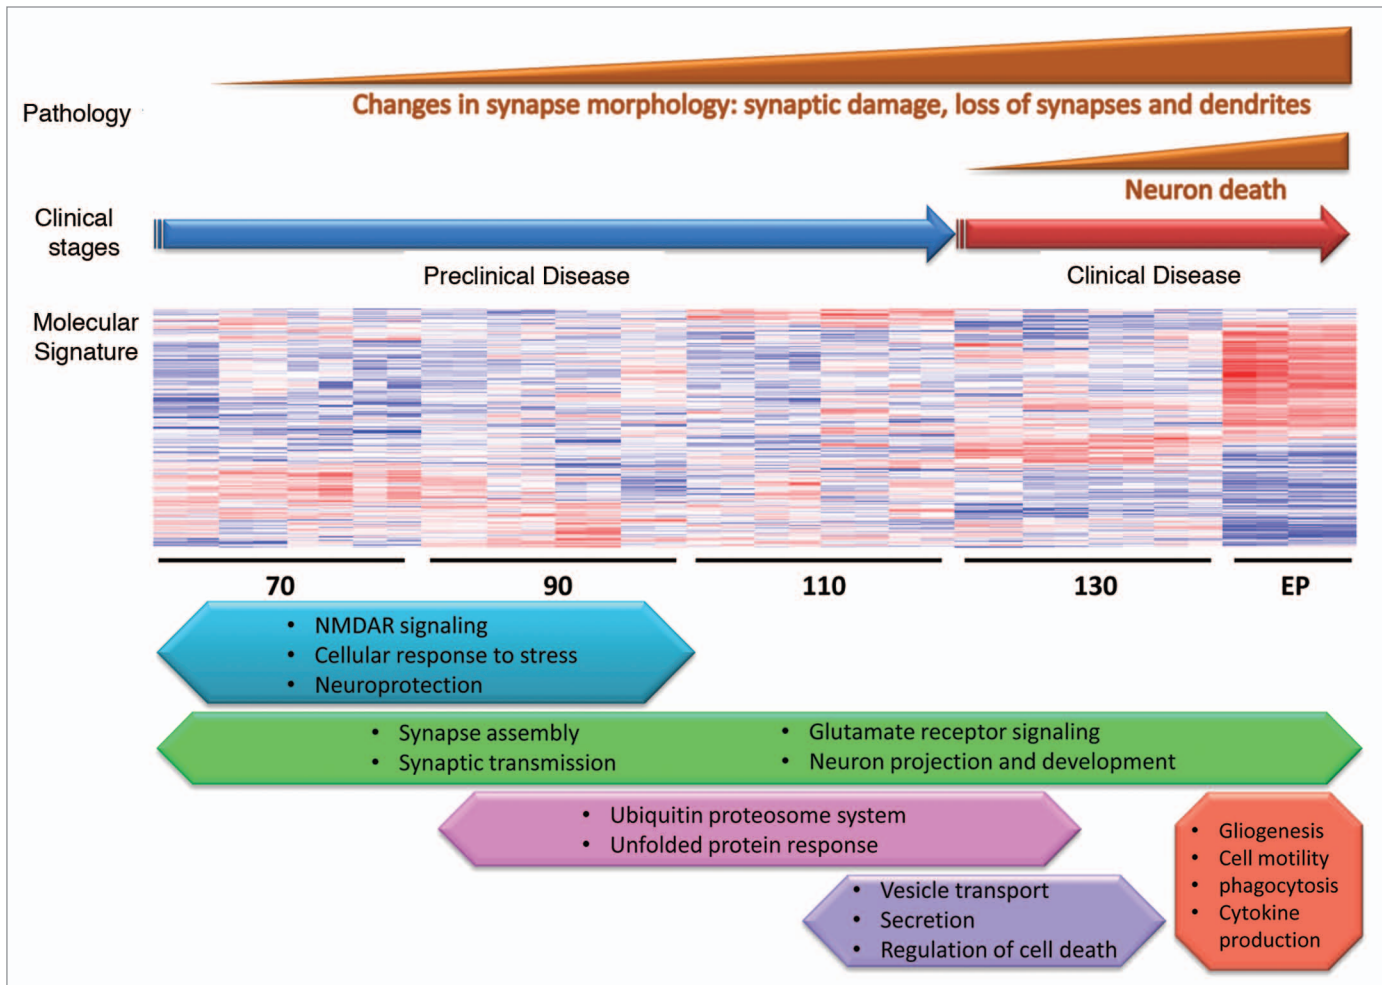 Pathology
Changes in synapse morphology: synaptic damage, loss of synapses and dendrites
Neuron death
Clinical
stages
Preclinical Disease
Clinical Disease
Molecular
Signature
70
90
110
130
EP
• NMDAR signaling
• Cellular response to stress
• Neuroprotection
• Synapse assembly
• Synaptic transmission
• Glutamate receptor signaling
• Neuron projection and development
• Ubiquitin proteosome system
• Unfolded protein response
• Vesicle transport
• Secretion
• Regulation of cell death
• Gliogenesis
• Cell motility
• phagocytosis
• Cytokine
production